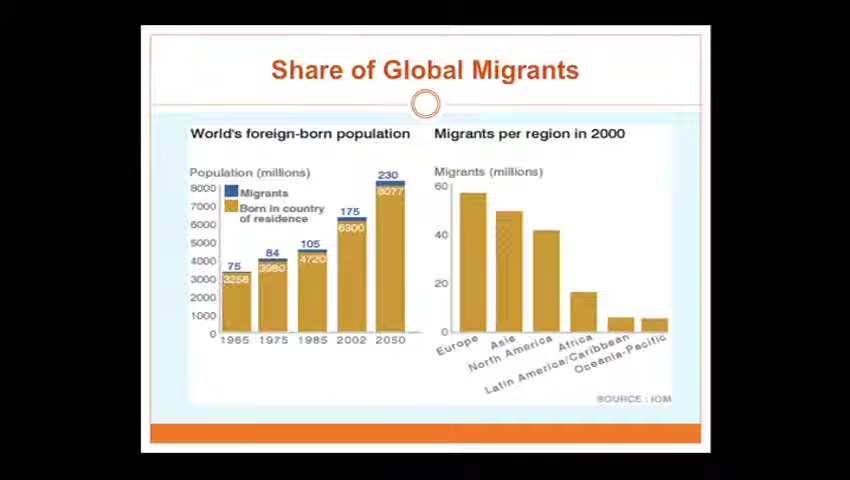 Share of Global Migrants
World's foreign-born population
Population (millions)
8000
7000
6000
5000
4000
3000
2000
1000
0
Migrants
Born in country
of residence
75
3258
84
3980
105
4720
175
6300
230
8077
1965 1975 1985 2002 2050
Migrants per region in 2000
Migrants (millions)
60
40
20
0
Europe
Asia
North America
Africa
Latin America/Caribbean
Oceania-Pacific
SOURCE : IOM